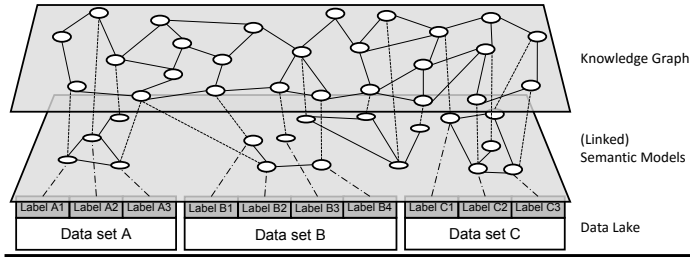 Knowledge Graph
(Linked)
Semantic Models
Label A1 Label A2 Label A3 Label B1 Label B2 Label B3 Label B4 Label C1 Label C2 Label C3
Data set A Data set B Data set C
Data Lake